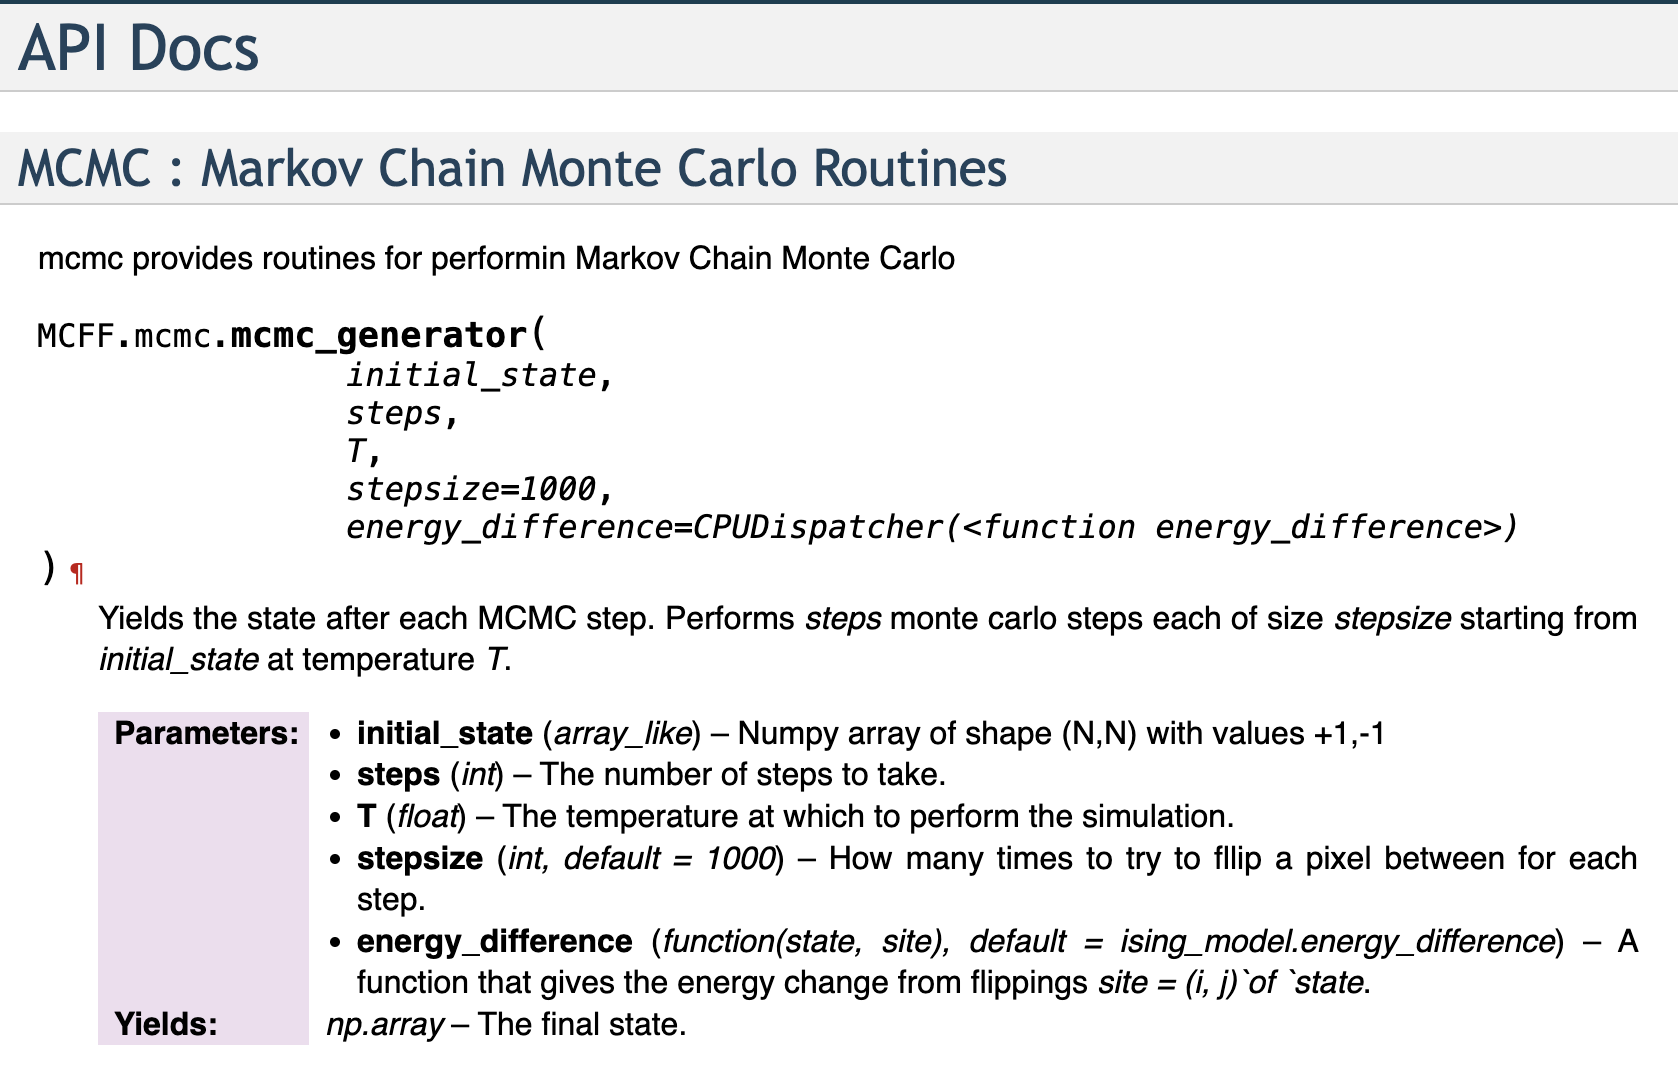 API Docs
MCMC : Markov Chain Monte Carlo Routines
mcmc provides routines for performin Markov Chain Monte Carlo
MCFF.mcmc.mcmc_generator(
initial_state,
steps,
T,
stepsize=1000,
energy_difference=CPUDispatcher(<function energy_difference>)
) ¶
Yields the state after each MCMC step. Performs steps monte carlo steps each of size stepsize starting from
initial_state at temperature T.
Parameters: • initial_state (array_like) – Numpy array of shape (N,N) with values +1,-1
• steps (int) – The number of steps to take.
• T (float) – The temperature at which to perform the simulation.
• stepsize (int, default = 1000) – How many times to try to fllip a pixel between for each
step.
• energy_difference (function(state, site), default = ising_model.energy_difference) – A
function that gives the energy change from flippings site = (i, j)`of `state.
Yields: np.array – The final state.